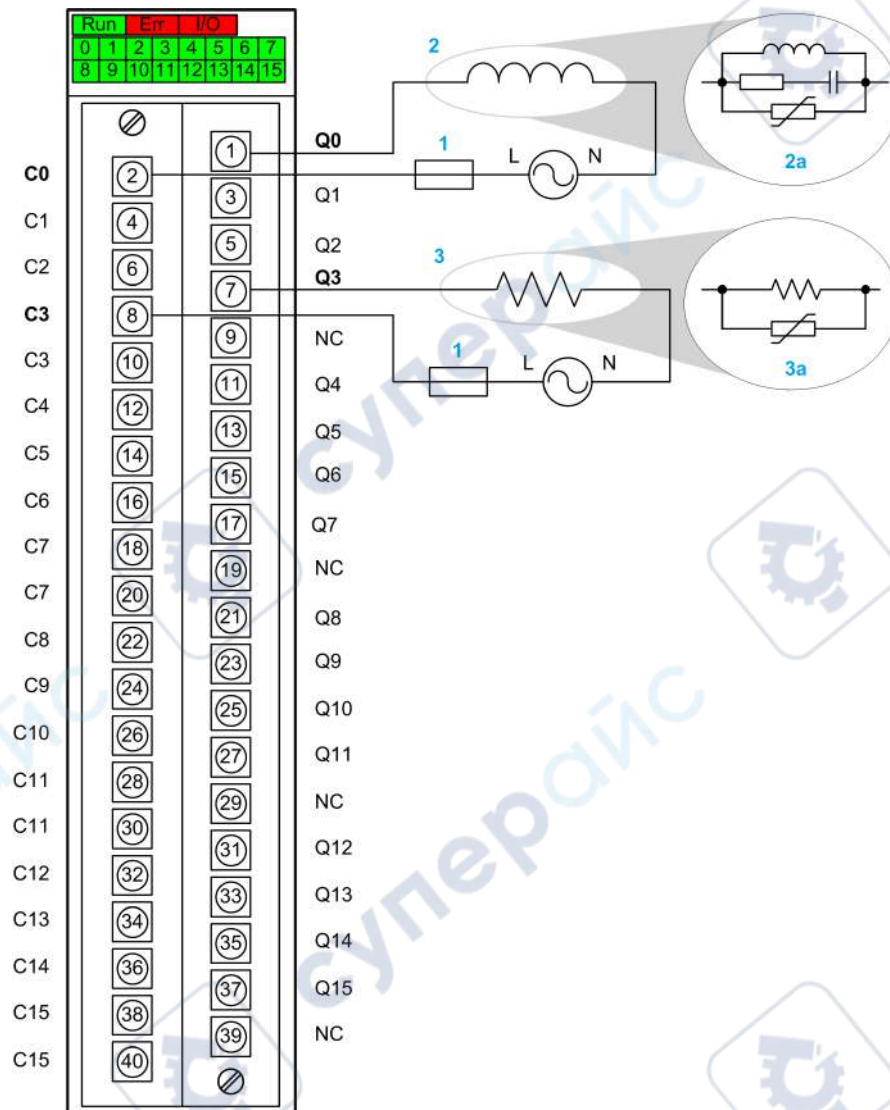 Run Err I/O
0 1 2 3 4 5 6 7
8 9 10 11 12 13 14 15
2
1 Q0
C0 2
1 L N
2a
3 Q1
C1 4
5 Q2
C2 6
3
7 Q3
C3 8
9 NC
1 L N
3a
C3 10
11 Q4
C4 12
13 Q5
C5 14
15 Q6
C6 16
17 Q7
C7 18
19 NC
C7 20
21 Q8
C8 22
23 Q9
C9 24
25 Q10
C10 26
27 Q11
C11 28
29 NC
C11 30
31 Q12
C12 32
33 Q13
C13 34
35 Q14
C14 36
37 Q15
C15 38
39 NC
C15 40
суперайс
суперайс
айс